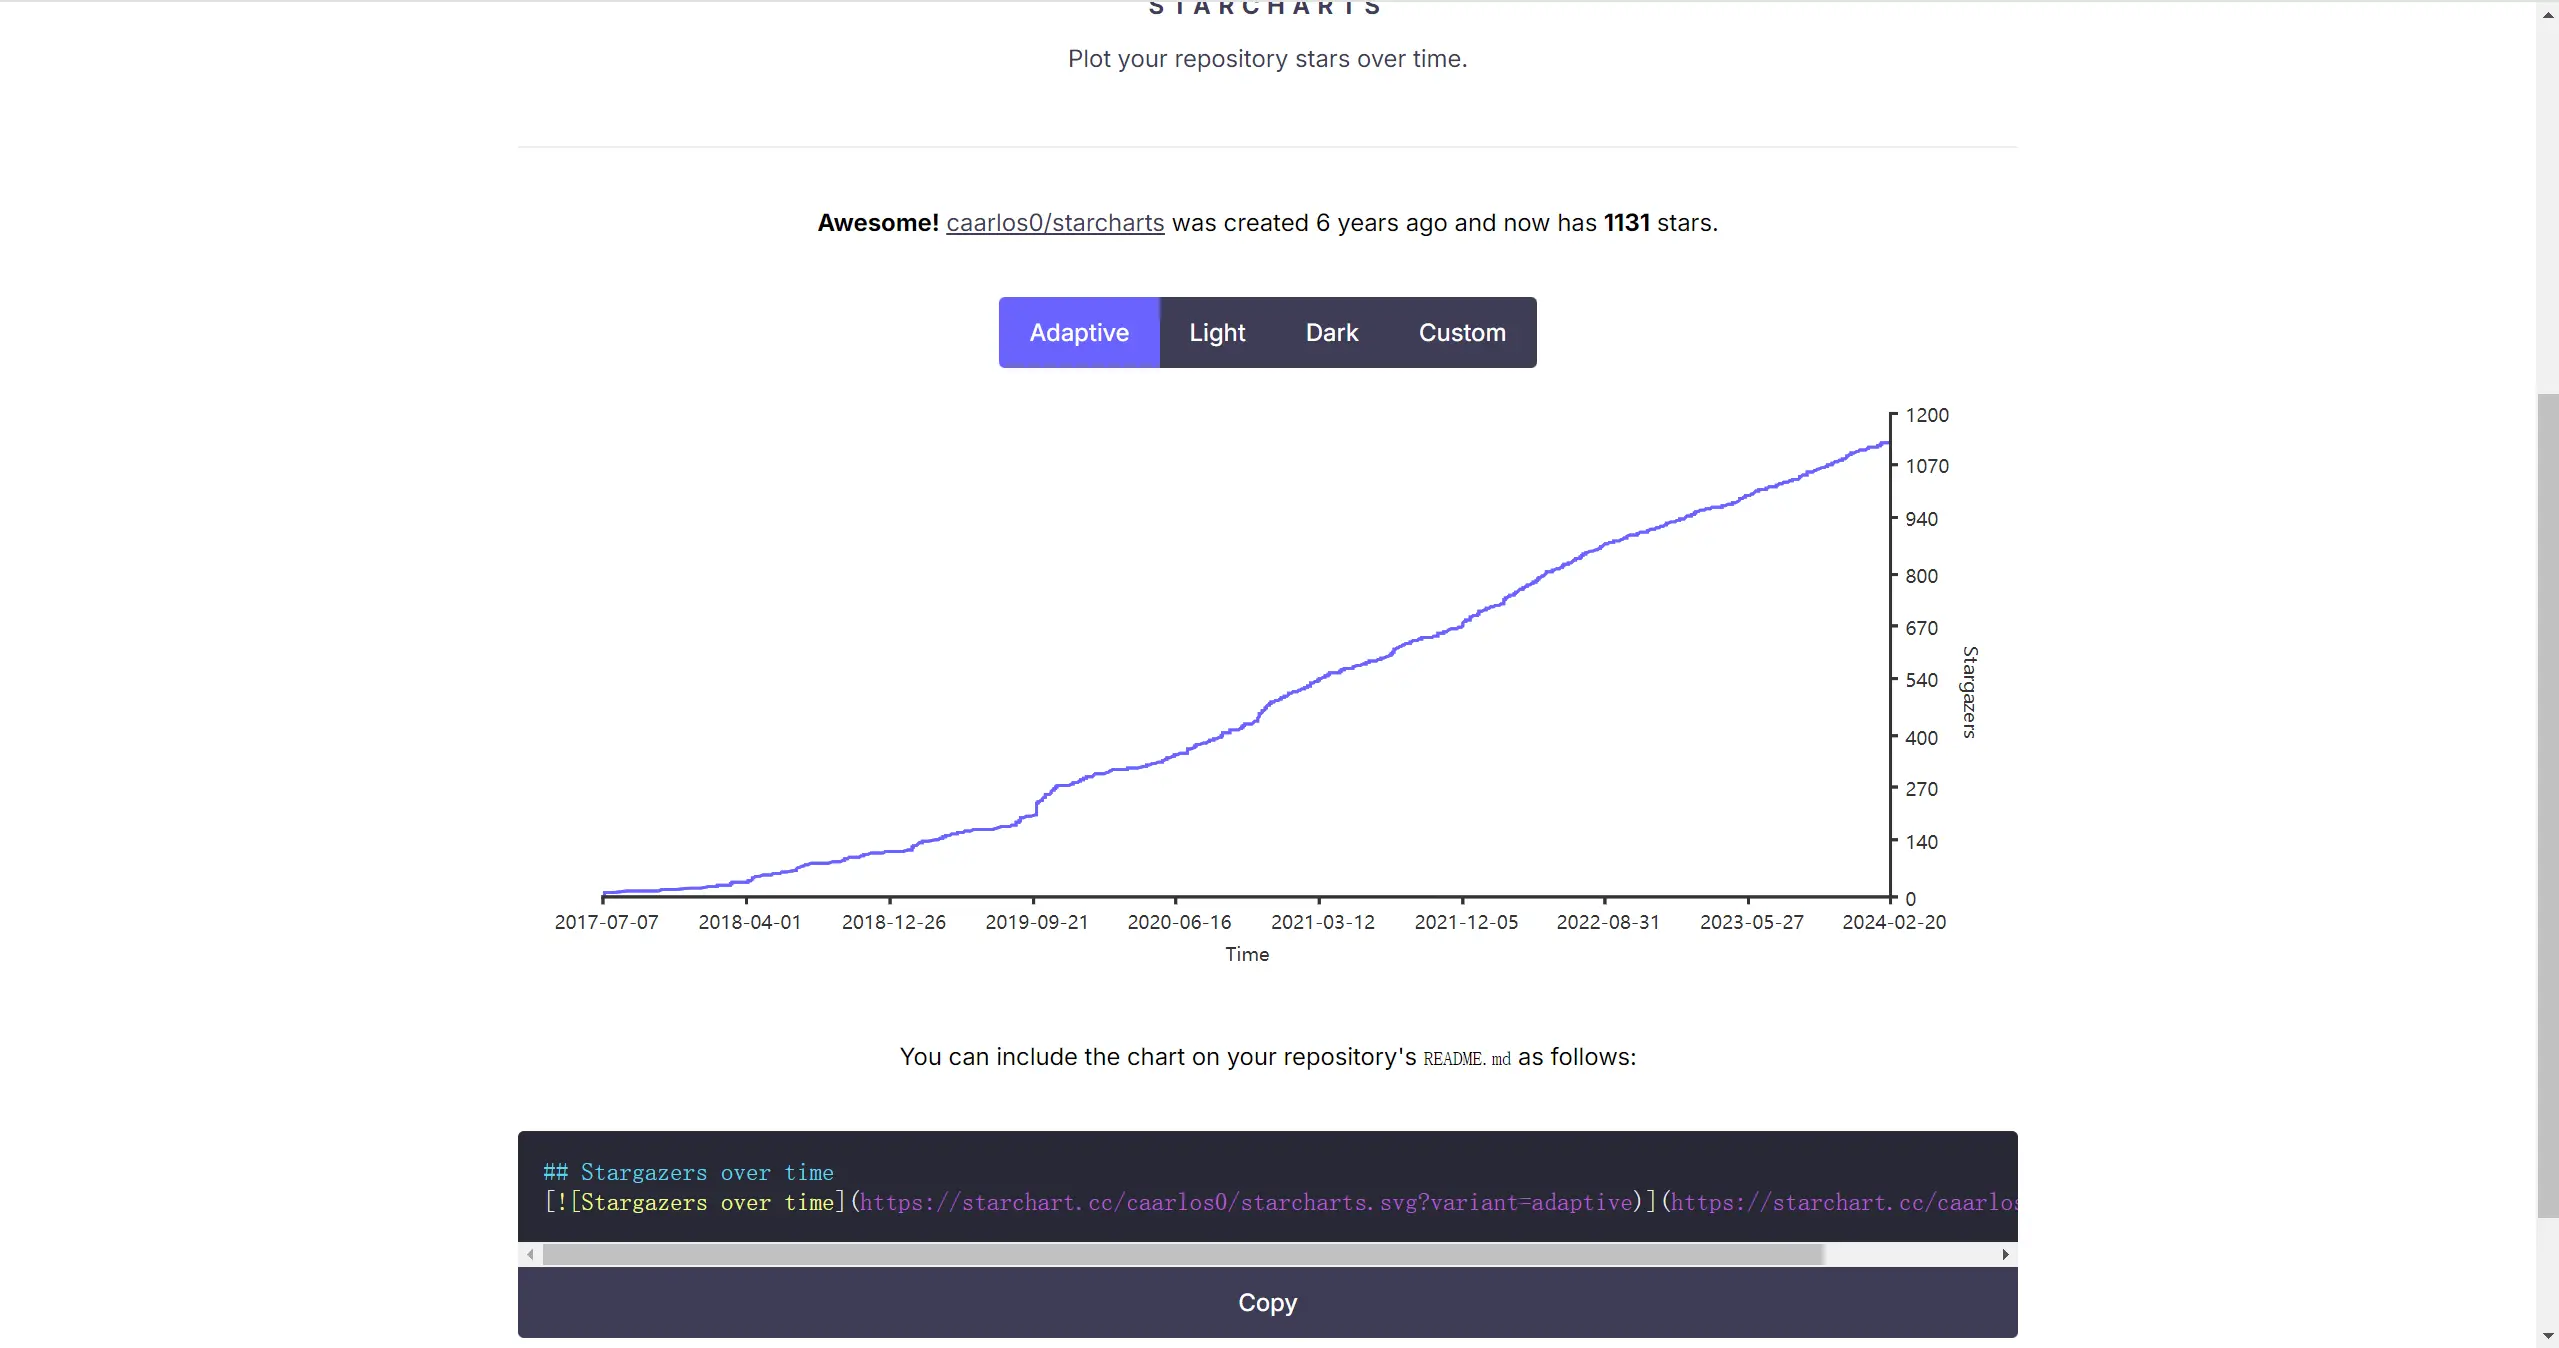 STARCHARTS
Plot your repository stars over time.
Awesome! caarlos0/starcharts was created 6 years ago and now has 1131 stars.
Adaptive Light Dark Custom
1200
1070
940
800
670
540
400
270
140
0
Stargazers
2017-07-07 2018-04-01 2018-12-26 2019-09-21 2020-06-16 2021-03-12 2021-12-05 2022-08-31 2023-05-27 2024-02-20
Time
You can include the chart on your repository's README.md as follows:
## Stargazers over time
[![Stargazers over time](https://starchart.cc/caarlos0/starcharts.svg?variant=adaptive)](https://starchart.cc/caarlos
Copy